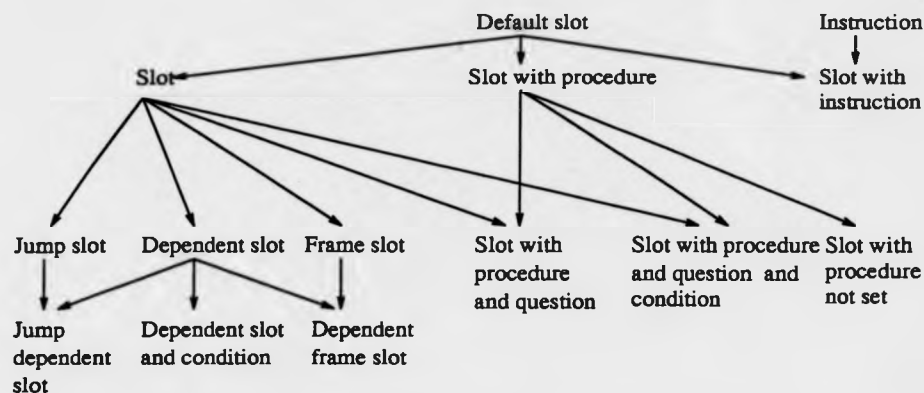 Default slot
Instruction
Slot
Slot with procedure
Slot with
instruction
Jump slot
Dependent slot
Frame slot
Slot with
procedure
and question
Slot with procedure
and question and
condition
Slot with
procedure
not set
Jump
dependent
slot
Dependent slot
and condition
Dependent
frame slot